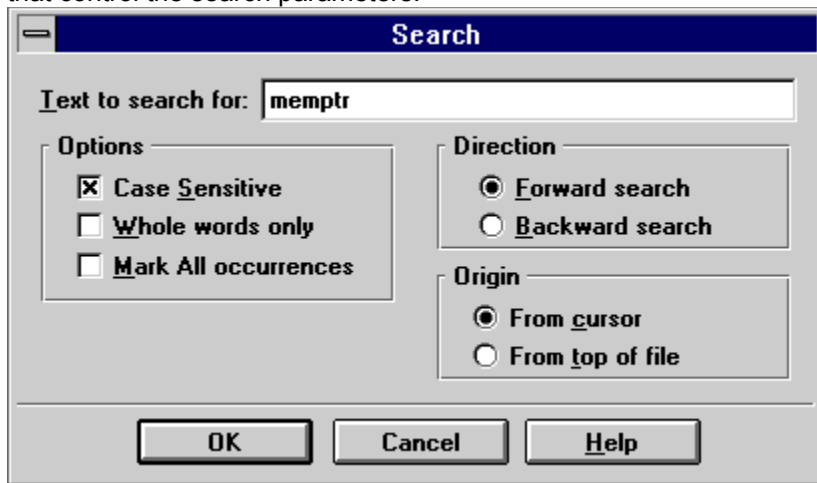 that control the search parameters.
Search
Text to search for: memptr
Options
Case Sensitive
Whole words only
Mark All occurrences
Direction
Forward search
Backward search
Origin
From cursor
From top of file
OK Cancel Help